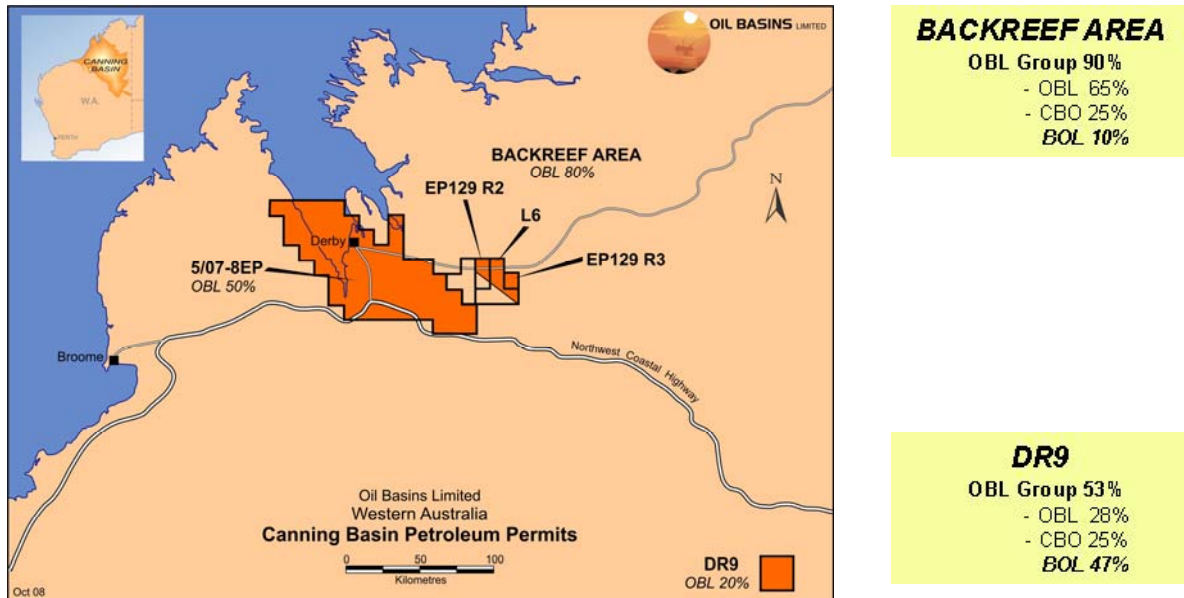 CANNING
BASIN
W.A.
PERTH
OIL BASINS LIMITED
BACKREEF AREA
OBL 80%
EP129 R2
L6
N
Derby
EP129 R3
5/07-8EP
OBL 50%
Broome
Northwest Coastal Highway
Oil Basins Limited
Western Australia
Canning Basin Petroleum Permits
0 50 100
Kilometres
DR9
OBL 20%
Oct 08
BACKREEF AREA
OBL Group 90%
- OBL 65%
- CBO 25%
BOL 10%
DR9
OBL Group 53%
- OBL 28%
- CBO 25%
BOL 47%